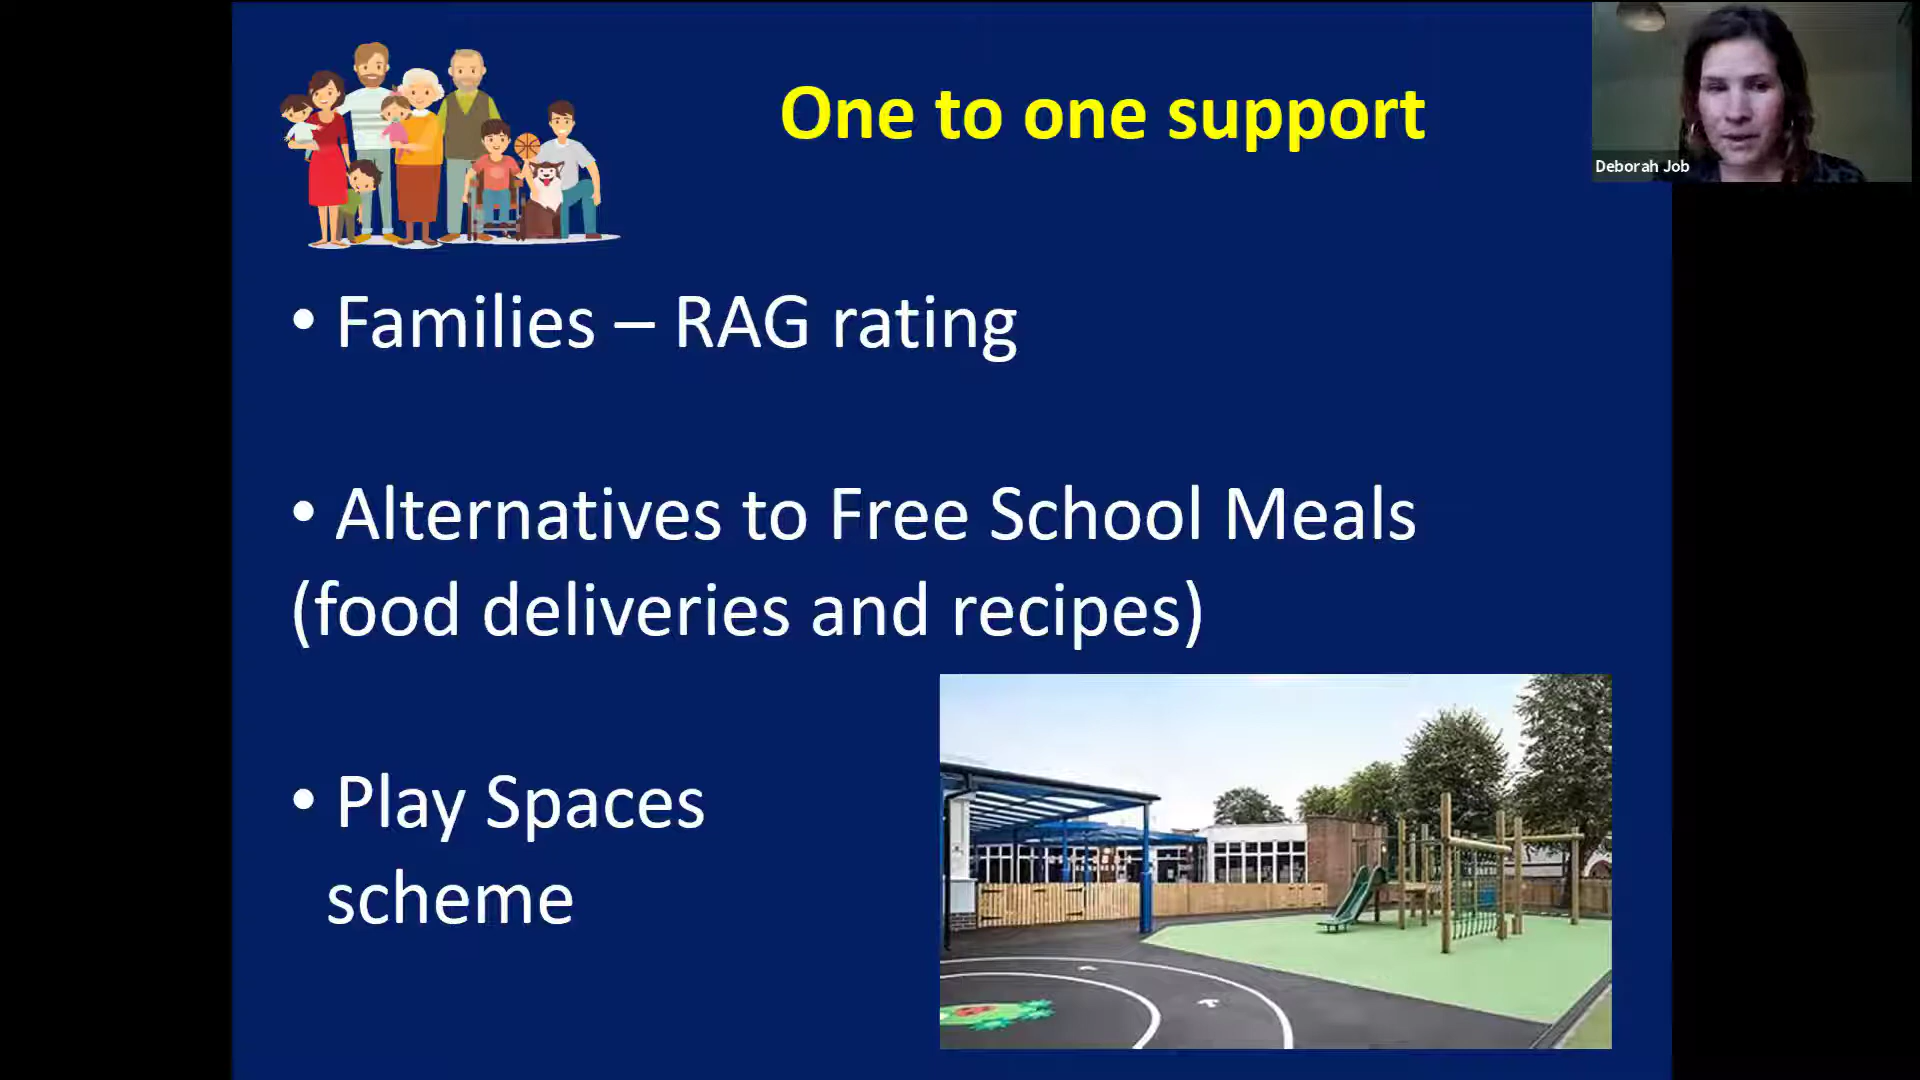 One to one support
Deborah Job
• Families – RAG rating
• Alternatives to Free School Meals
(food deliveries and recipes)
• Play Spaces
scheme